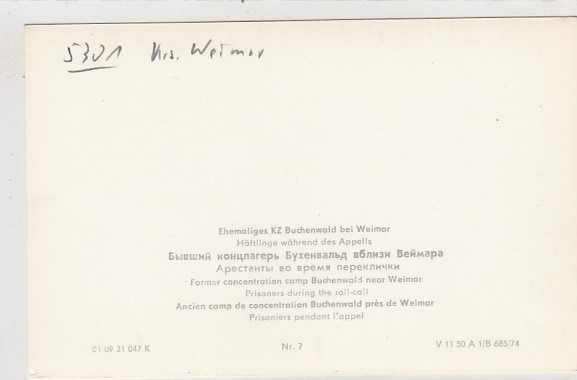 5301 Krs. Weimar
Ehemaliges KZ Buchenwald bei Weimar
Häftlinge während des Appells
Бывший концлагерь Бухенвальд вблизи Веймара
Арестанты во время переклички
Former concentration camp Buchenwald near Weimar
Prisoners during the roll-call
Ancien camp de concentration Buchenwald près de Weimar
Prisoniers pendant l'appel
01 09 31 047 K Nr. 7 V 11 50 A 1/B 685/74